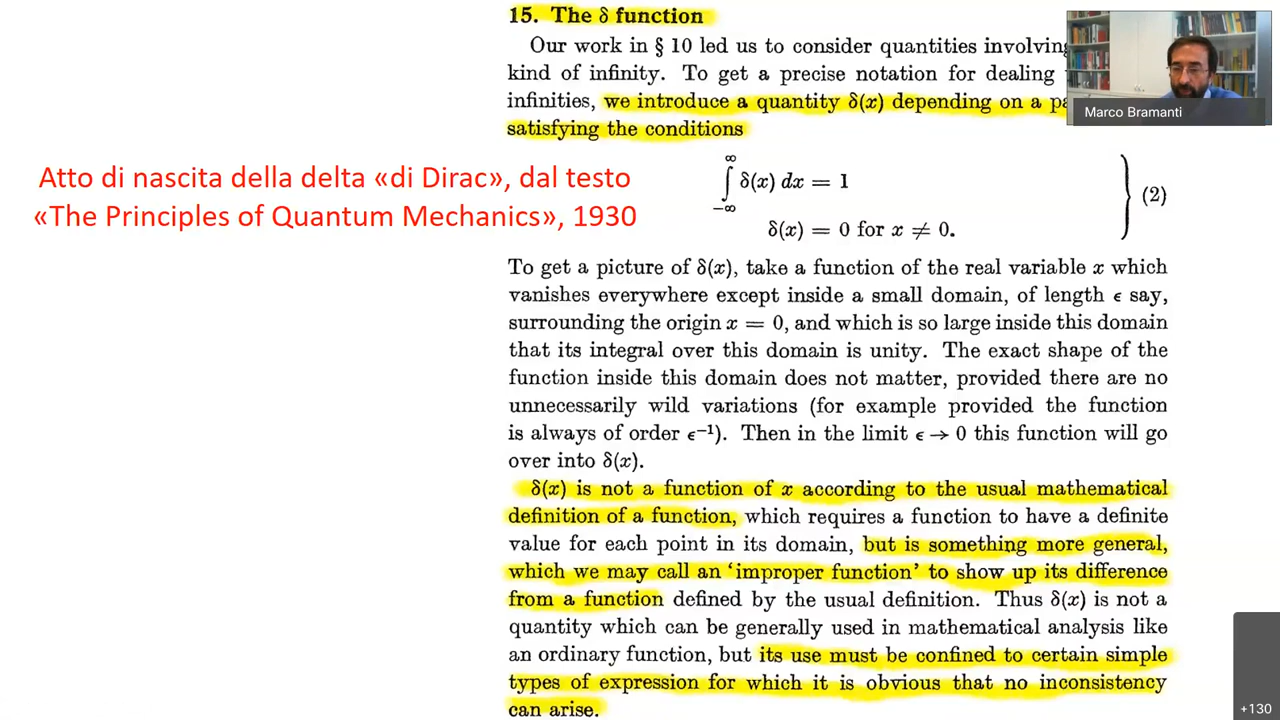 15. The δ function
Our work in § 10 led us to consider quantities involving
kind of infinity. To get a precise notation for dealing
infinities, we introduce a quantity δ(x) depending on a
satisfying the conditions
∞
∫ δ(x) dx = 1
−∞
δ(x) = 0 for x ≠ 0.
} (2)
To get a picture of δ(x), take a function of the real variable x which
vanishes everywhere except inside a small domain, of length ϵ say,
surrounding the origin x = 0, and which is so large inside this domain
that its integral over this domain is unity. The exact shape of the
function inside this domain does not matter, provided there are no
unnecessarily wild variations (for example provided the function
is always of order ϵ⁻¹). Then in the limit ϵ → 0 this function will go
over into δ(x).
δ(x) is not a function of x according to the usual mathematical
definition of a function, which requires a function to have a definite
value for each point in its domain, but is something more general,
which we may call an ‘improper function’ to show up its difference
from a function defined by the usual definition. Thus δ(x) is not a
quantity which can be generally used in mathematical analysis like
an ordinary function, but its use must be confined to certain simple
types of expression for which it is obvious that no inconsistency
can arise.
Atto di nascita della delta «di Dirac», dal testo
«The Principles of Quantum Mechanics», 1930
Marco Bramanti
+130